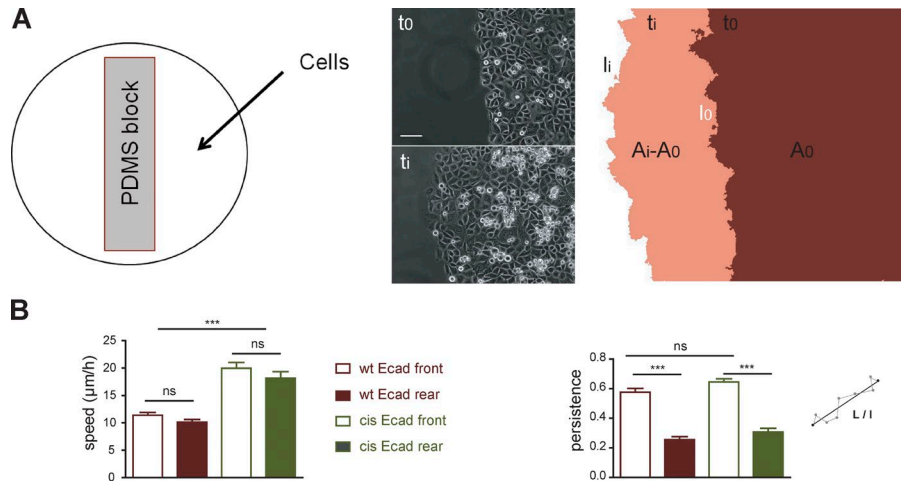 A
PDMS block
Cells
t0
ti
ti
t0
li
l0
Ai-A0
A0
B
speed (µm/h)
25
20
15
10
5
0
***
ns
ns
wt Ecad front
wt Ecad rear
cis Ecad front
cis Ecad rear
persistence
0.8
0.6
0.4
0.2
0.0
ns
***
***
L / l